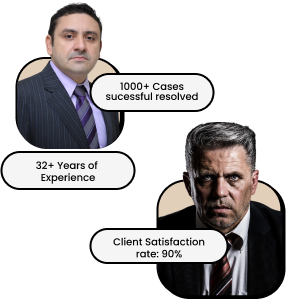 1000+ Cases
sucessful resolved
32+ Years of
Experience
Client Satisfaction
rate: 90%